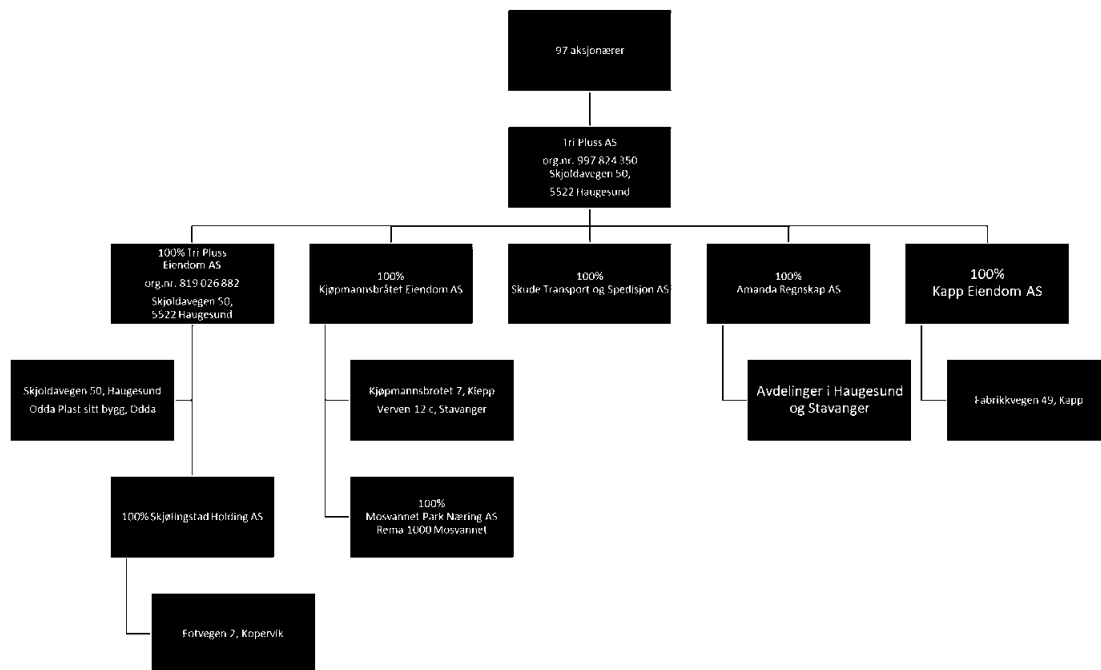 97 aksjonærer
Tri Pluss AS
org.nr. 997 824 350
Skjoldavegen 50,
5522 Haugesund
100% Tri Pluss
Eiendom AS
org.nr. 819 026 882
Skjoldavegen 50,
5522 Haugesund
100%
Kjøpmannsbråtet Eiendom AS
100%
Skude Transport og Spedisjon AS
100%
Amanda Regnskap AS
100%
Kapp Eiendom AS
Skjoldavegen 50, Haugesund
Odda Plast sitt bygg, Odda
Kjøpmannsbrotet 7, Klepp
Verven 12 c, Stavanger
Avdelinger i Haugesund
og Stavanger
Fabrikkvegen 49, Kapp
100% Skjølingstad Holding AS
100%
Mosvannet Park Næring AS
Rema 1000 Mosvannet
Fotvegen 2, Kopervik